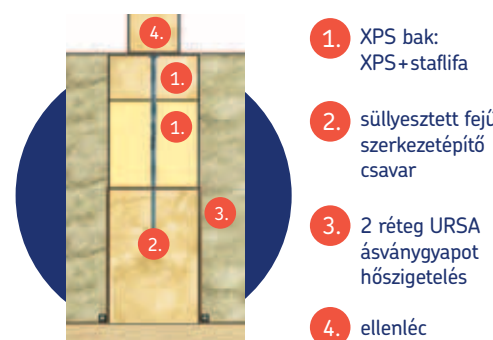 4.
1.
1.
3.
2.
1. XPS bak:
XPS+staflifa
2. süllyesztett fejű
szerkezetépítő
csavar
3. 2 réteg URSA
ásványgyapot
hőszigetelés
4. ellenléc